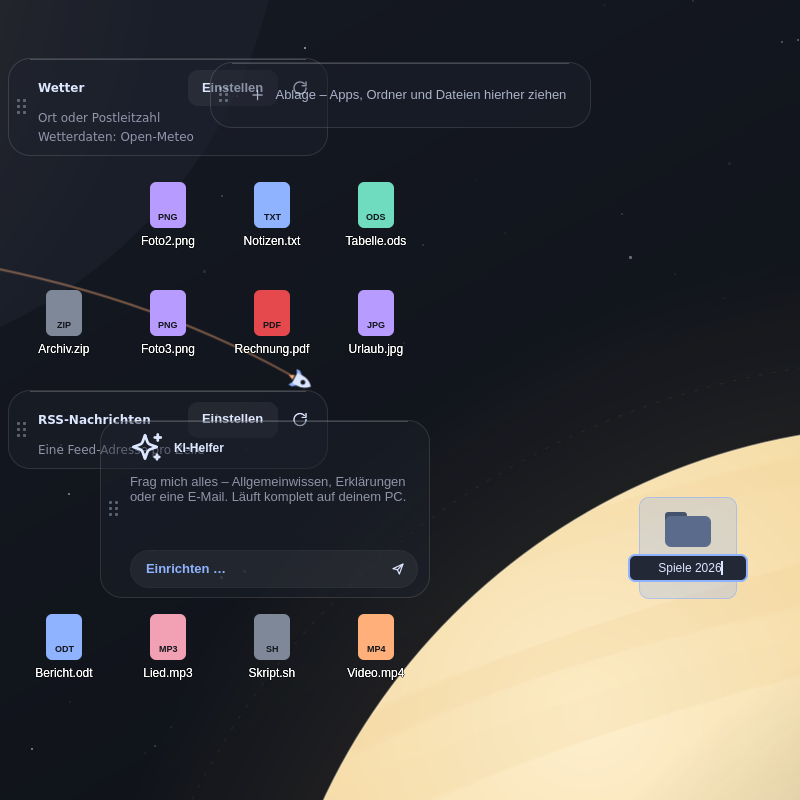 Wetter
Einstellen
Ort oder Postleitzahl
Wetterdaten: Open-Meteo
Ablage – Apps, Ordner und Dateien hierher ziehen
PNG
Foto2.png
TXT
Notizen.txt
ODS
Tabelle.ods
ZIP
Archiv.zip
PNG
Foto3.png
PDF
Rechnung.pdf
JPG
Urlaub.jpg
RSS-Nachrichten
Einstellen
Eine Feed-Adresse pro Zeile
KI-Helfer
Frag mich alles – Allgemeinwissen, Erklärungen
oder eine E-Mail. Läuft komplett auf deinem PC.
Einrichten …
Spiele 2026
ODT
Bericht.odt
MP3
Lied.mp3
SH
Skript.sh
MP4
Video.mp4